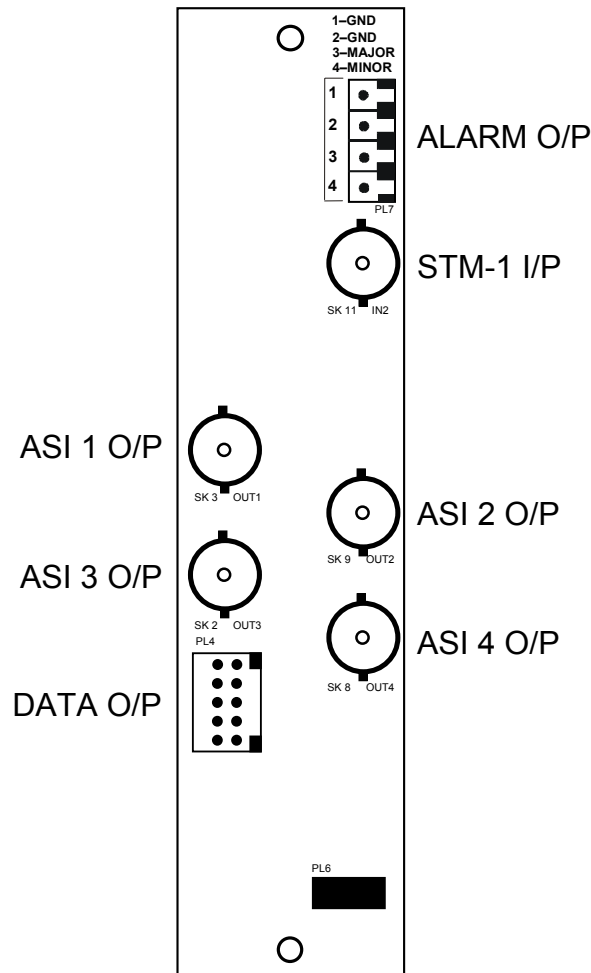 1–GND
2–GND
3–MAJOR
4–MINOR
1
2
3
4
ALARM O/P
PL7
STM-1 I/P
SK 11 IN2
ASI 1 O/P
SK 3 OUT1
ASI 2 O/P
SK 9 OUT2
ASI 3 O/P
SK 2 OUT3
PL4
ASI 4 O/P
SK 8 OUT4
DATA O/P
PL6